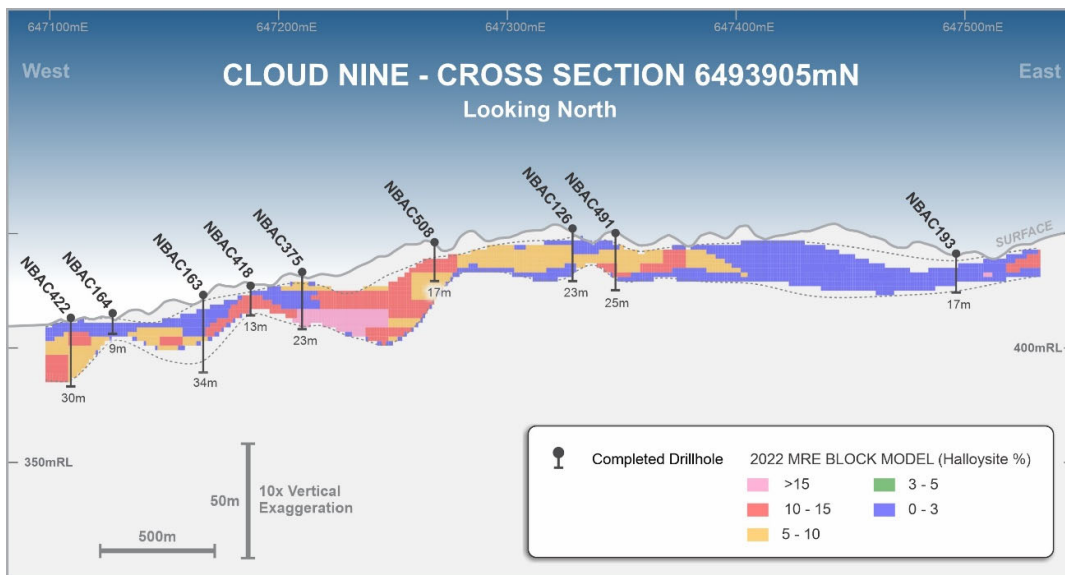 647100mE 647200mE 647300mE 647400mE 647500mE
West
East
CLOUD NINE - CROSS SECTION 6493905mN
Looking North
NBAC422
NBAC164
NBAC163
NBAC418
NBAC375
NBAC508
NBAC126
NBAC491
NBAC193
SURFACE
30m
9m
34m
13m
23m
17m
23m
25m
17m
400mRL
350mRL
50m
10x Vertical
Exaggeration
500m
Completed Drillhole
2022 MRE BLOCK MODEL (Halloysite %)
>15
10 - 15
5 - 10
3 - 5
0 - 3